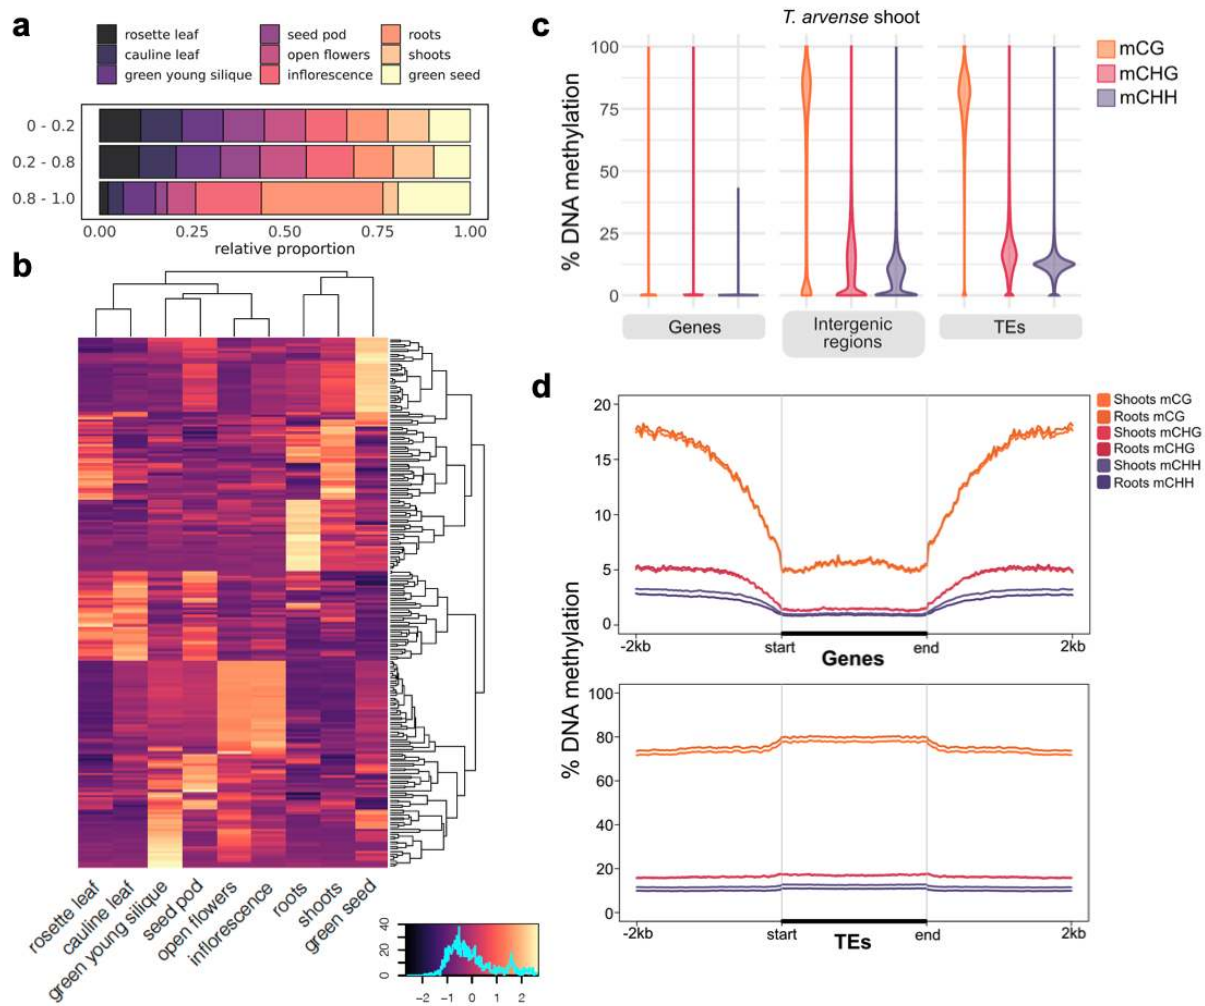 a
rosette leaf
cauline leaf
green young silique
seed pod
open flowers
inflorescence
roots
shoots
green seed
0 - 0.2
0.2 - 0.8
0.8 - 1.0
0.00 0.25 0.50 0.75 1.00
relative proportion
b
rosette leaf
cauline leaf
green young silique
seed pod
open flowers
inflorescence
roots
shoots
green seed
40
20
0
−2 −1 0 1 2
c
T. arvense shoot
% DNA methylation
100
75
50
25
0
Genes
Intergenic
regions
TEs
mCG
mCHG
mCHH
d
% DNA methylation
20
15
10
5
0
-2kb start end 2kb
Genes
Shoots mCG
Roots mCG
Shoots mCHG
Roots mCHG
Shoots mCHH
Roots mCHH
100
80
60
40
20
0
-2kb start end 2kb
TEs